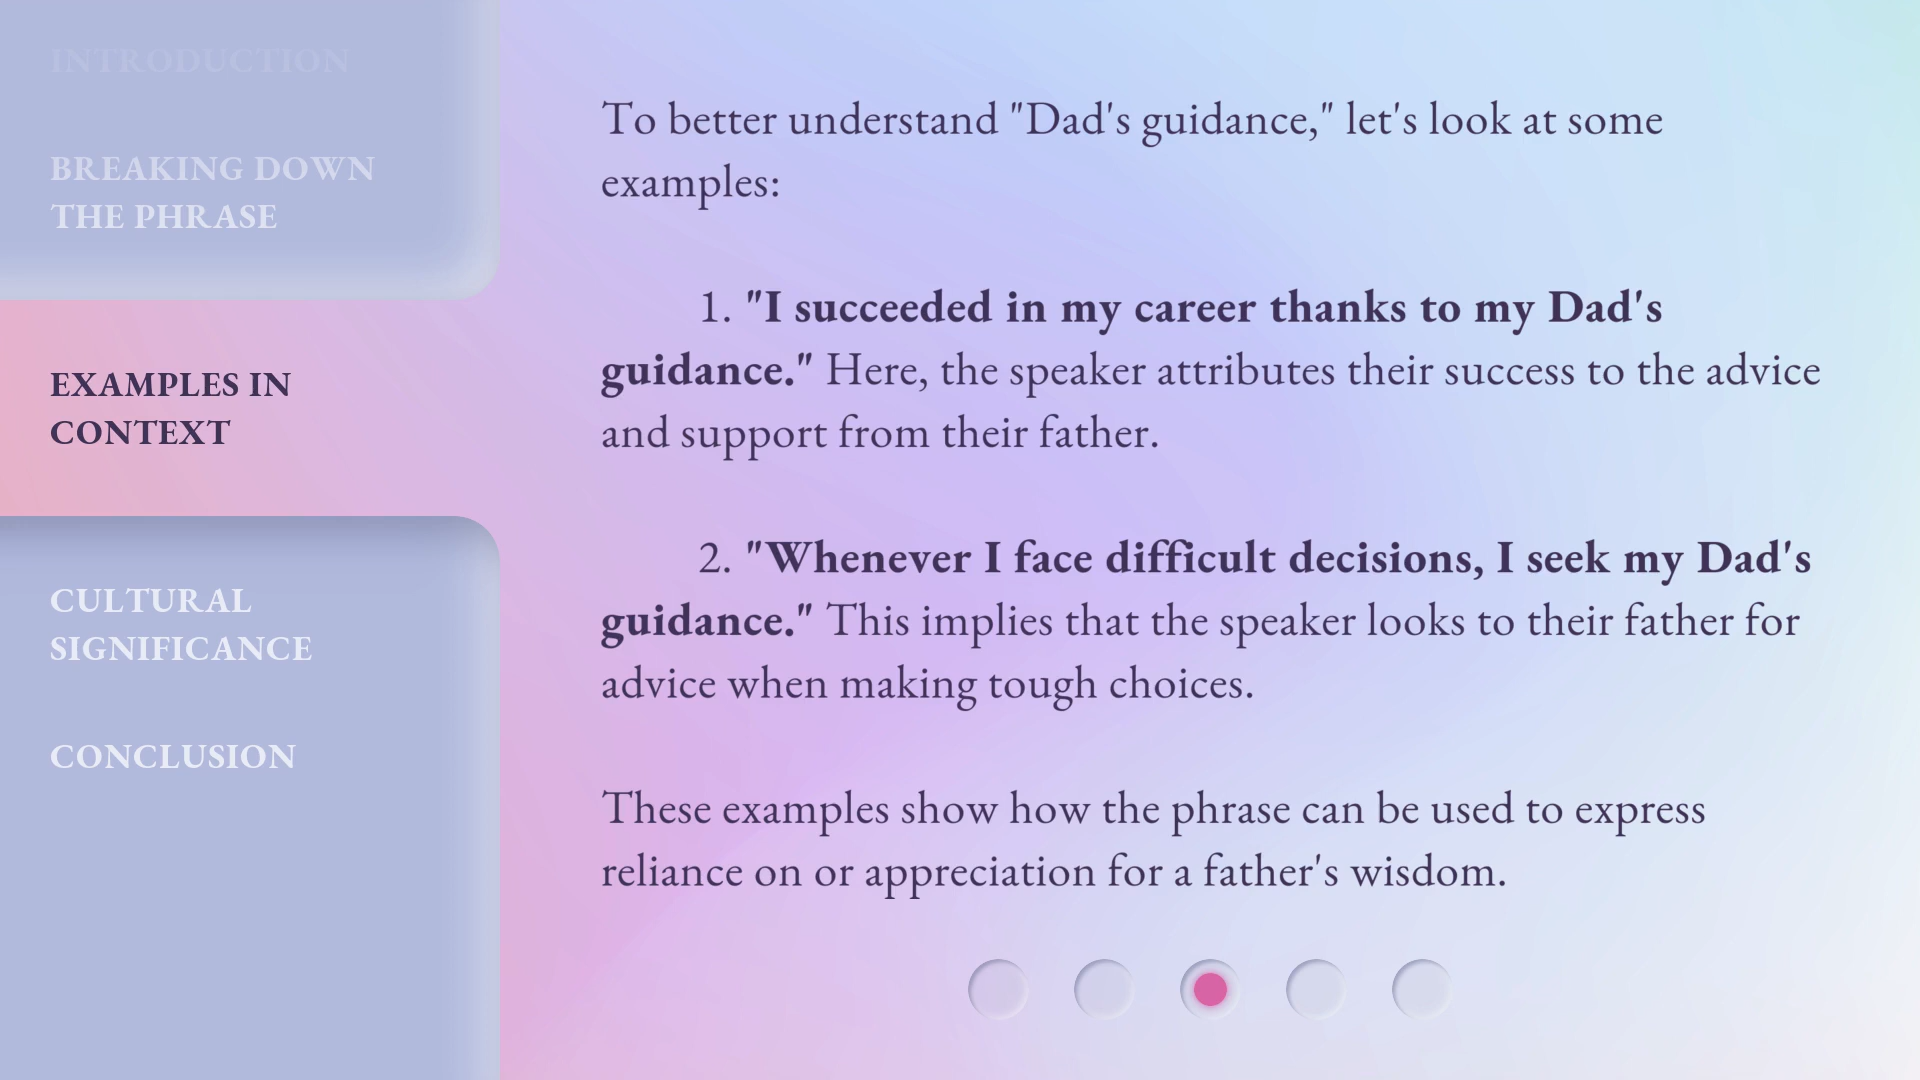 INTRODUCTION
BREAKING DOWN
THE PHRASE
EXAMPLES IN
CONTEXT
CULTURAL
SIGNIFICANCE
CONCLUSION
To better understand "Dad's guidance," let's look at some
examples:
1. "I succeeded in my career thanks to my Dad's
guidance." Here, the speaker attributes their success to the advice
and support from their father.
2. "Whenever I face difficult decisions, I seek my Dad's
guidance." This implies that the speaker looks to their father for
advice when making tough choices.
These examples show how the phrase can be used to express
reliance on or appreciation for a father's wisdom.